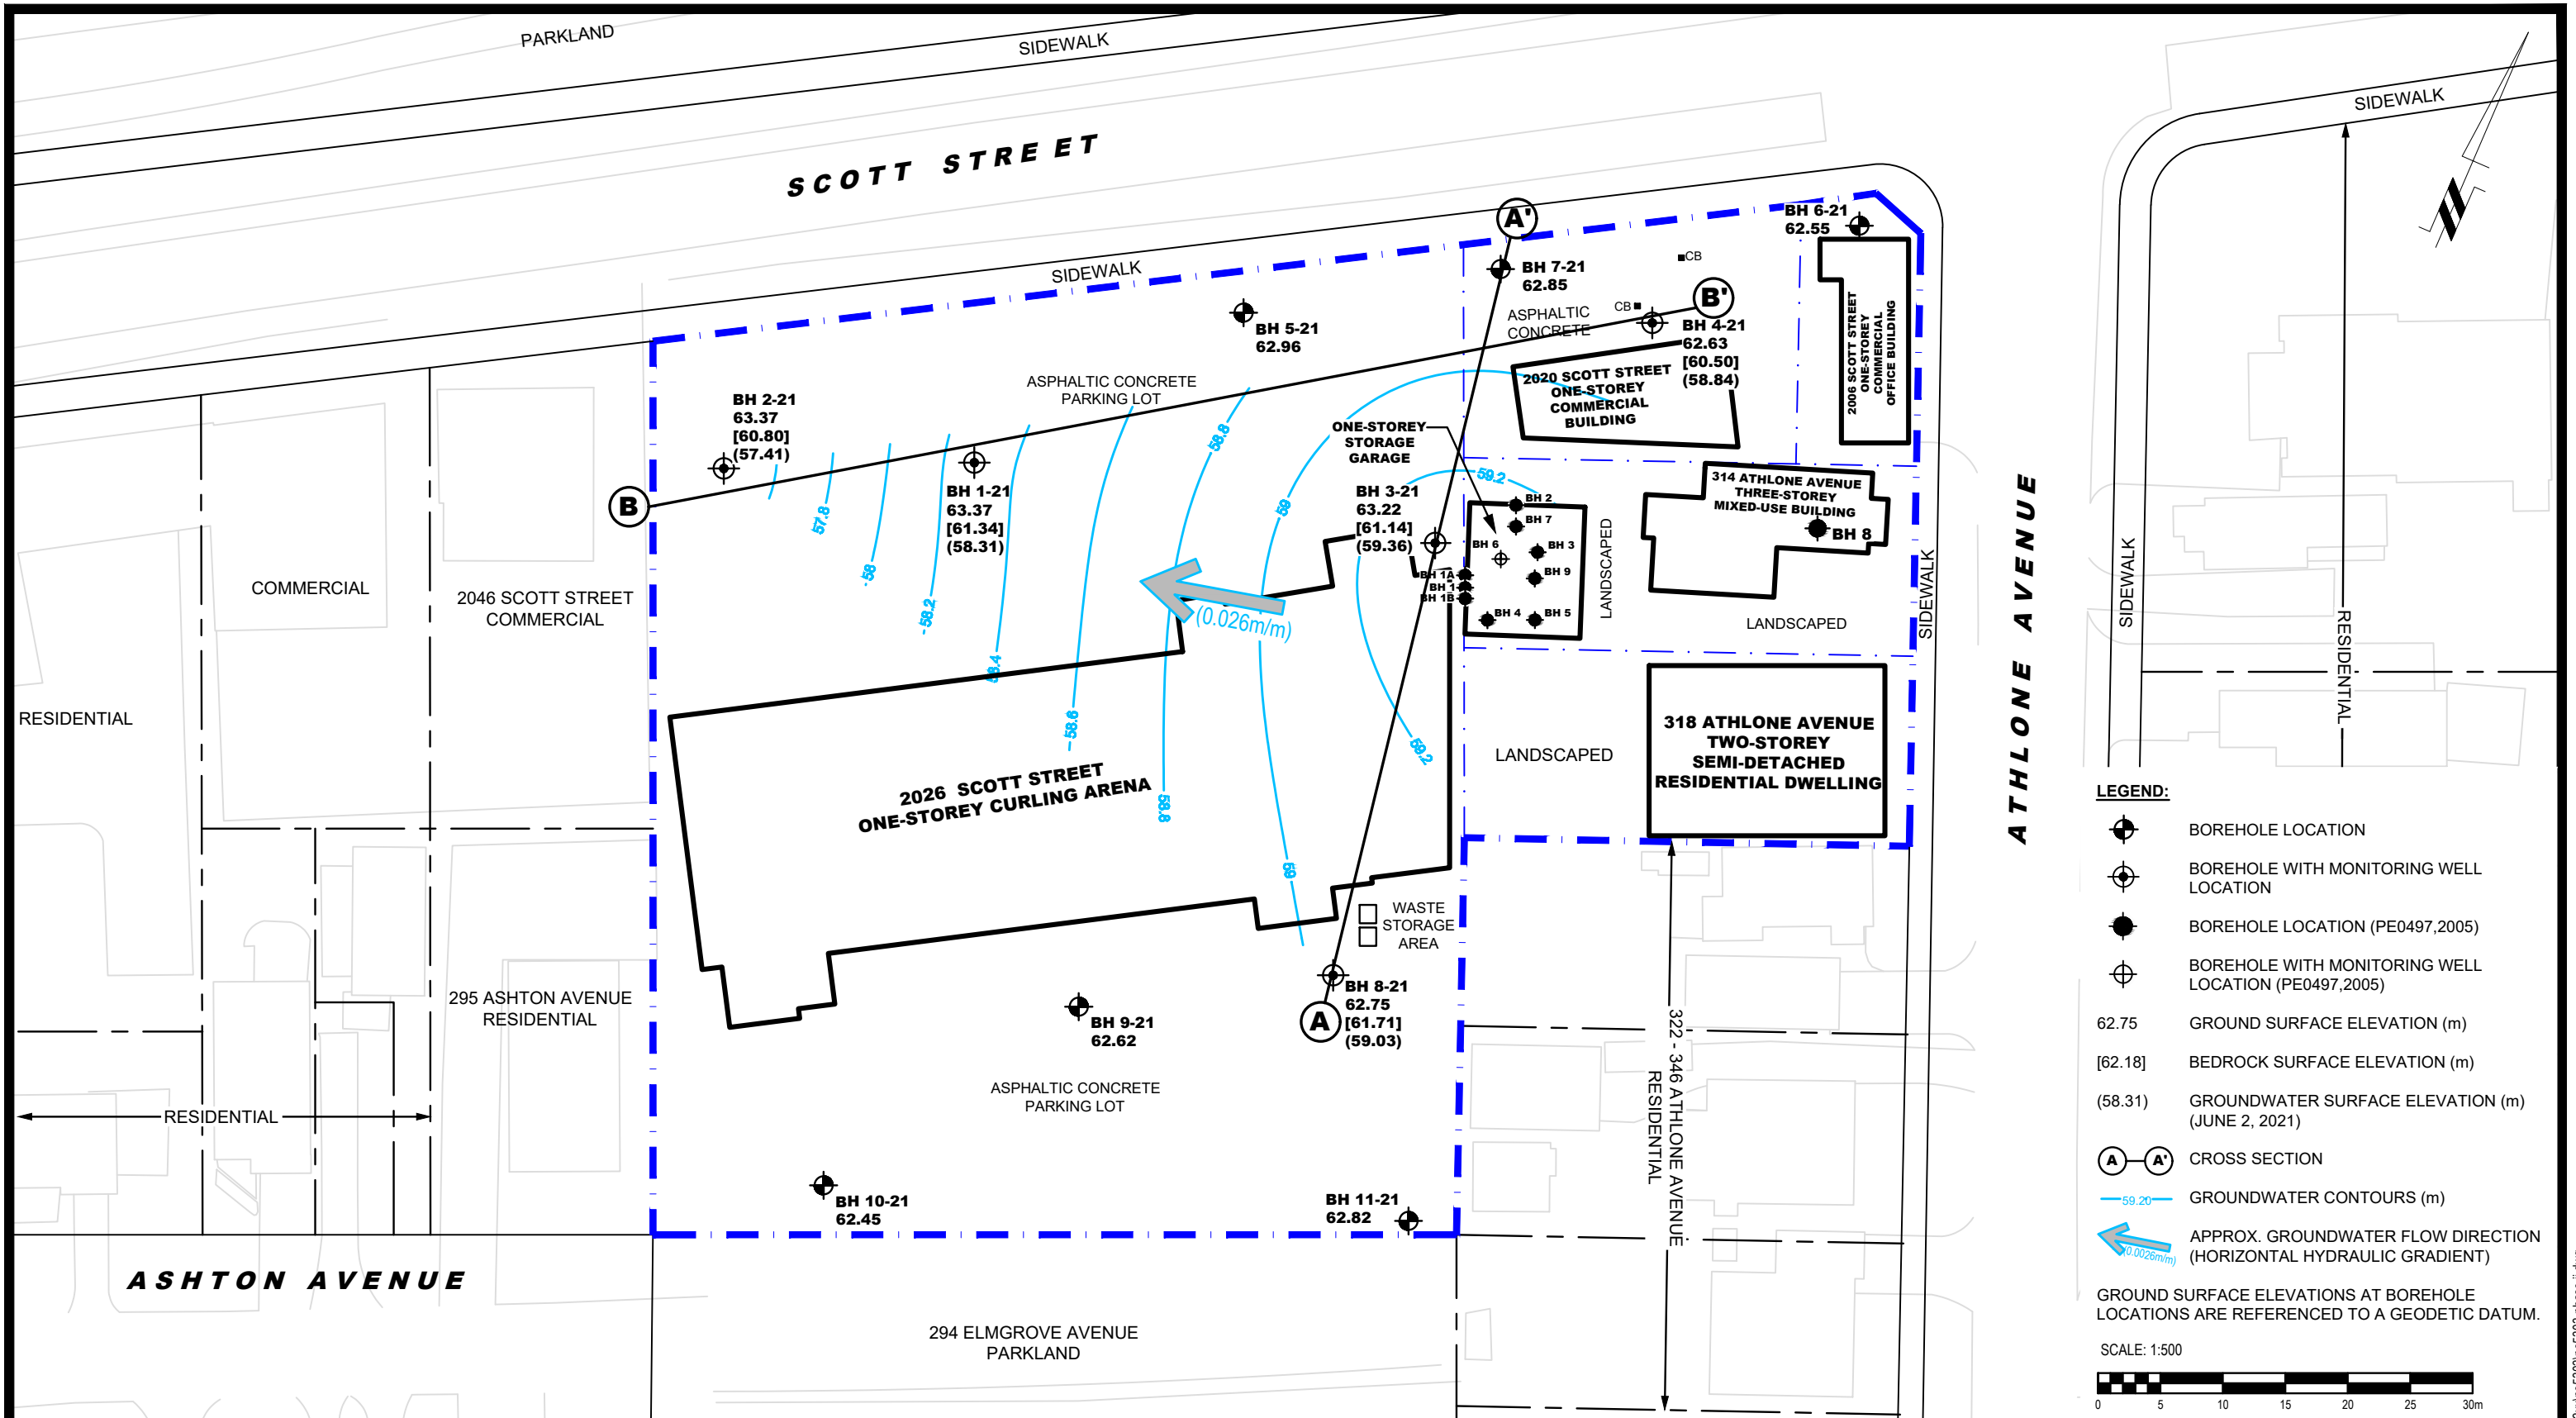 PARKLAND
SIDEWALK
SCOTT STREET
SIDEWALK
SIDEWALK
A'
BH 6-21
62.55
BH 7-21
62.85
CB
CB
B'
ASPHALTIC
CONCRETE
BH 4-21
62.63
[60.50]
(58.84)
2006 SCOTT STREET
ONE-STOREY
COMMERCIAL
OFFICE BUILDING
BH 5-21
62.96
ASPHALTIC CONCRETE
PARKING LOT
2020 SCOTT STREET
ONE-STOREY
COMMERCIAL
BUILDING
BH 2-21
63.37
[60.80]
(57.41)
B
BH 1-21
63.37
[61.34]
(58.31)
ONE-STOREY
STORAGE
GARAGE
BH 3-21
63.22
[61.14]
(59.36)
57.8
58
58.2
58.4
58.6
58.8
58.8
59
59
59.2
59.2
(0.026m/m)
BH 2
BH 7
BH 6
BH 3
BH 9
BH 1A
BH 1
BH 1B
BH 4
BH 5
LANDSCAPED
314 ATHLONE AVENUE
THREE-STOREY
MIXED-USE BUILDING
BH 8
LANDSCAPED
SIDEWALK
ATHLONE AVENUE
SIDEWALK
RESIDENTIAL
COMMERCIAL
2046 SCOTT STREET
COMMERCIAL
RESIDENTIAL
2026 SCOTT STREET
ONE-STOREY CURLING ARENA
LANDSCAPED
318 ATHLONE AVENUE
TWO-STOREY
SEMI-DETACHED
RESIDENTIAL DWELLING
WASTE
STORAGE
AREA
BH 8-21
62.75
[61.71]
(59.03)
A
BH 9-21
62.62
295 ASHTON AVENUE
RESIDENTIAL
ASPHALTIC CONCRETE
PARKING LOT
RESIDENTIAL
322 - 346 ATHLONE AVENUE
RESIDENTIAL
BH 10-21
62.45
BH 11-21
62.82
ASHTON AVENUE
294 ELMGROVE AVENUE
PARKLAND
LEGEND:
BOREHOLE LOCATION
BOREHOLE WITH MONITORING WELL
LOCATION
BOREHOLE LOCATION (PE0497,2005)
BOREHOLE WITH MONITORING WELL
LOCATION (PE0497,2005)
62.75 GROUND SURFACE ELEVATION (m)
[62.18] BEDROCK SURFACE ELEVATION (m)
(58.31) GROUNDWATER SURFACE ELEVATION (m)
(JUNE 2, 2021)
A A' CROSS SECTION
59.20 GROUNDWATER CONTOURS (m)
APPROX. GROUNDWATER FLOW DIRECTION
(0.0026m/m) (HORIZONTAL HYDRAULIC GRADIENT)
GROUND SURFACE ELEVATIONS AT BOREHOLE
LOCATIONS ARE REFERENCED TO A GEODETIC DATUM.
SCALE: 1:500
0 5 10 15 20 25 30m